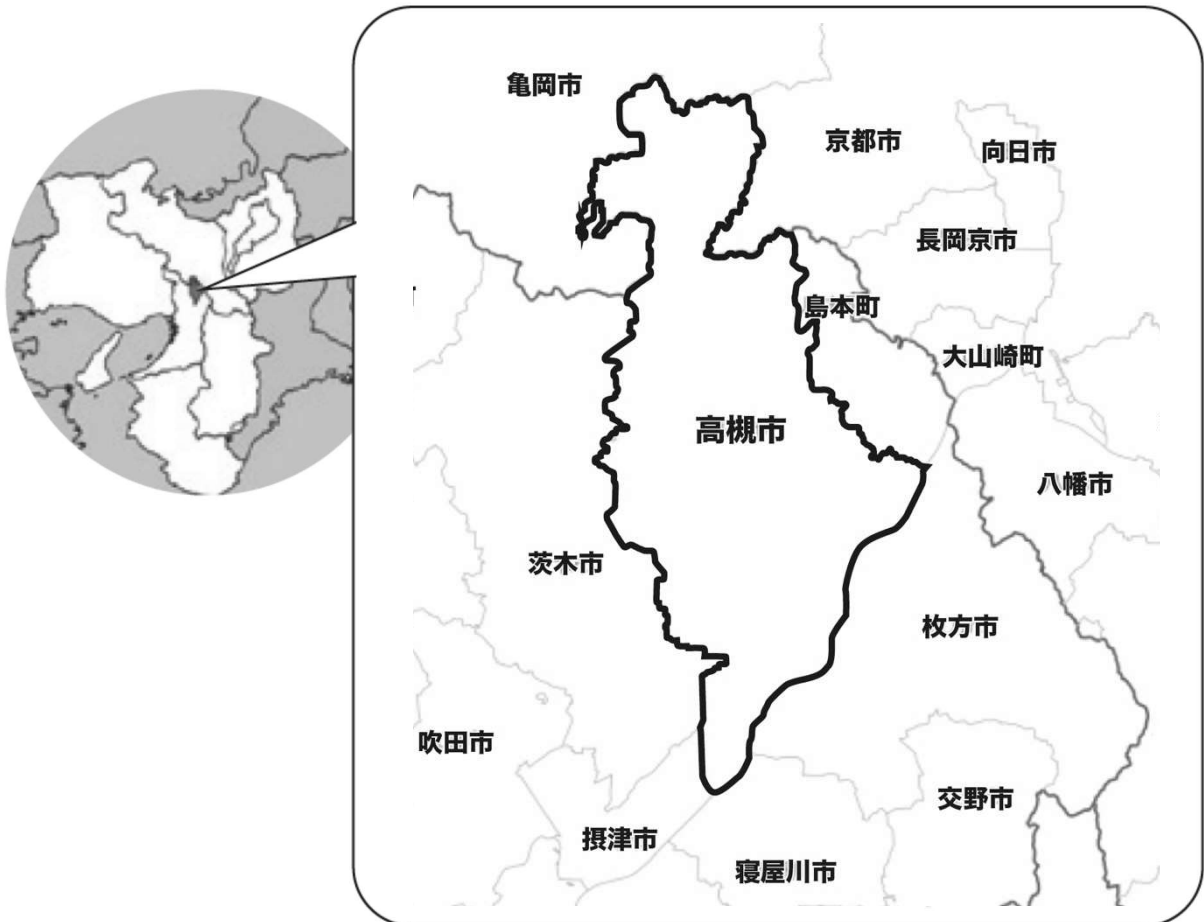 亀岡市
京都市
向日市
長岡京市
島本町
大山崎町
高槻市
八幡市
茨木市
枚方市
吹田市
交野市
摂津市
寝屋川市